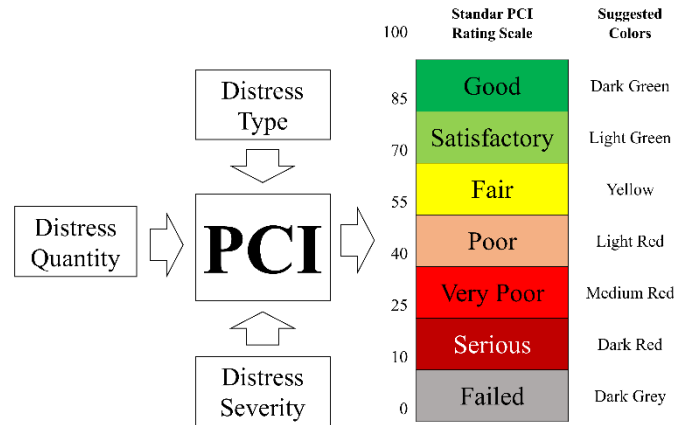 Standar PCI
Rating Scale
Suggested
Colors
100
Good
Dark Green
85
Satisfactory
Light Green
70
Fair
Yellow
55
Poor
Light Red
40
Very Poor
Medium Red
25
Serious
Dark Red
10
Failed
Dark Grey
0
Distress
Type
Distress
Quantity
PCI
Distress
Severity